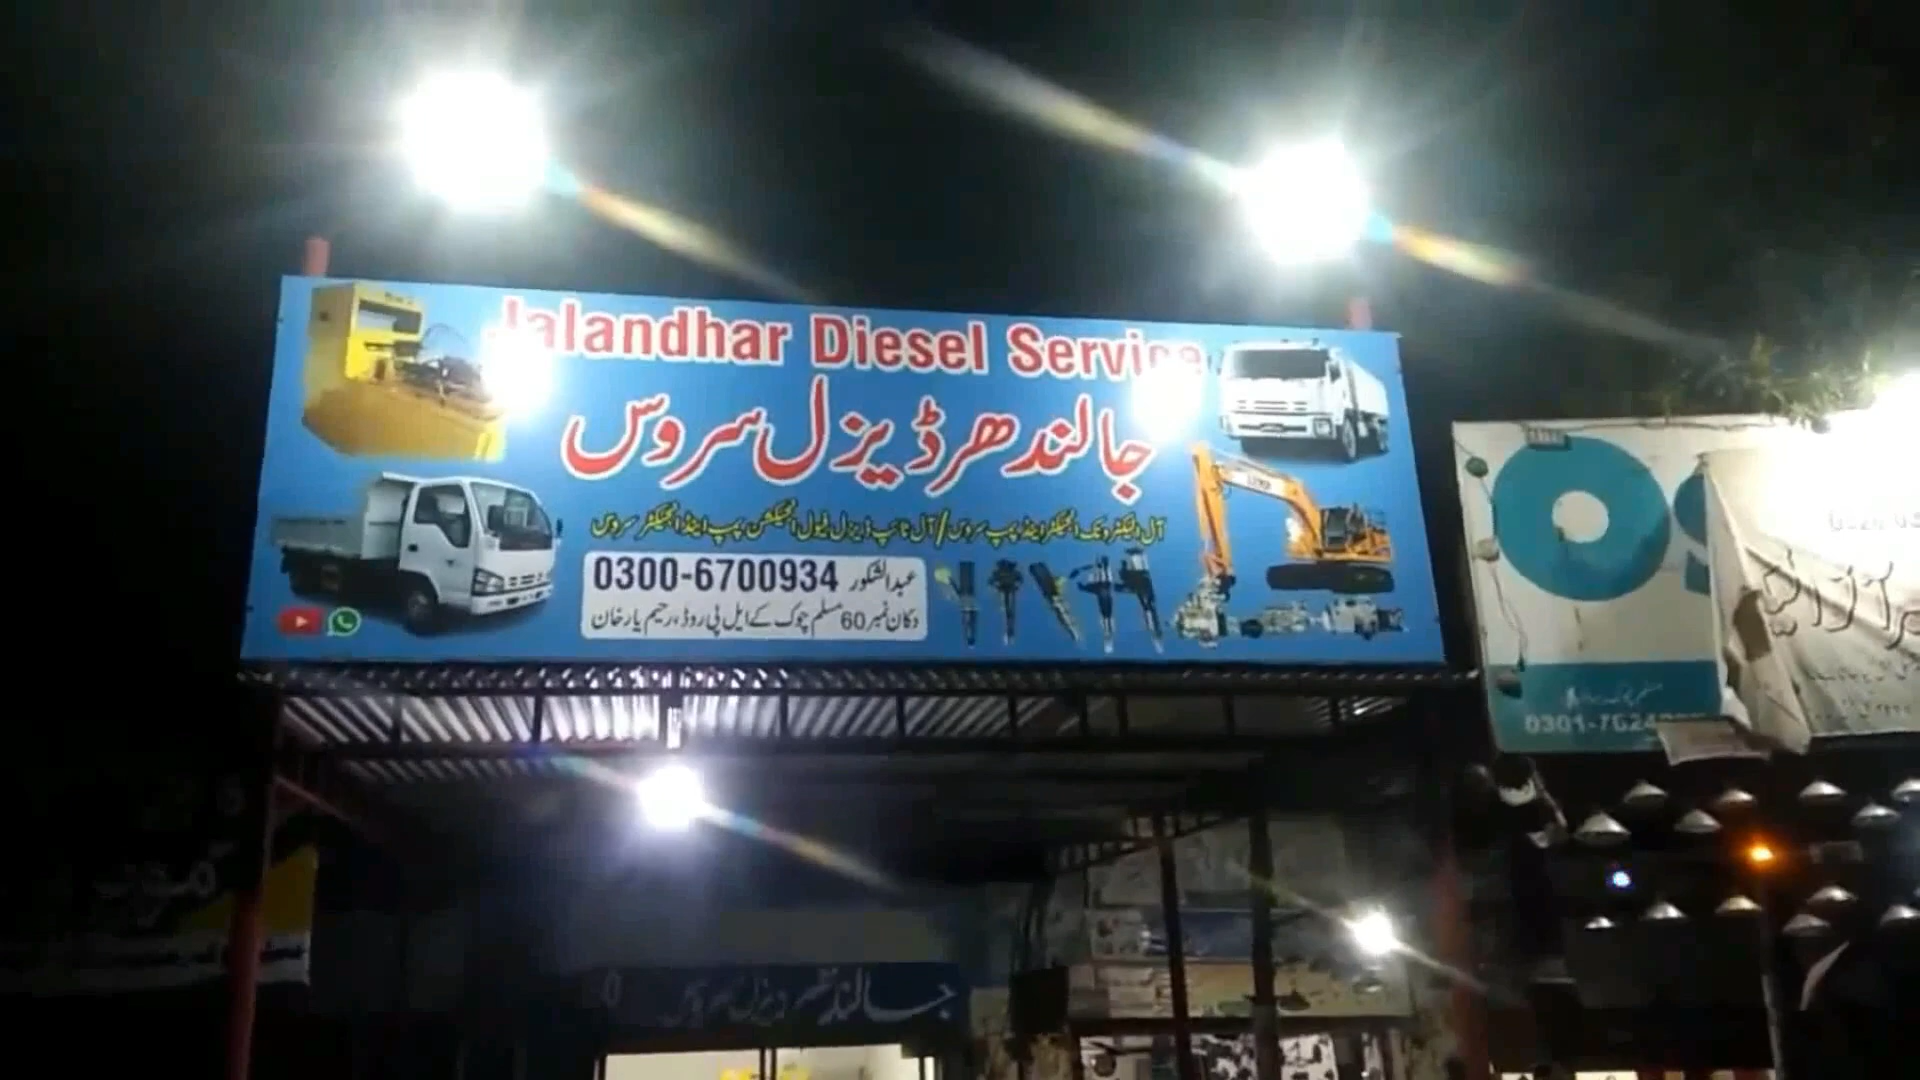 Jalandhar Diesel Service
جالندھر ڈیزل سروس
آل الیکٹرونک انجیکٹر اینڈ پمپ سروس/آل ٹائپ ڈیزل فیول انجیکشن پمپ اینڈ انجیکٹر سروس
0300-6700934 عبدالشکور
دکان نمبر 60 مسلم چوک کے ایل پی روڈ، رحیم یار خان
OS
جالندھر ڈیزل سروس